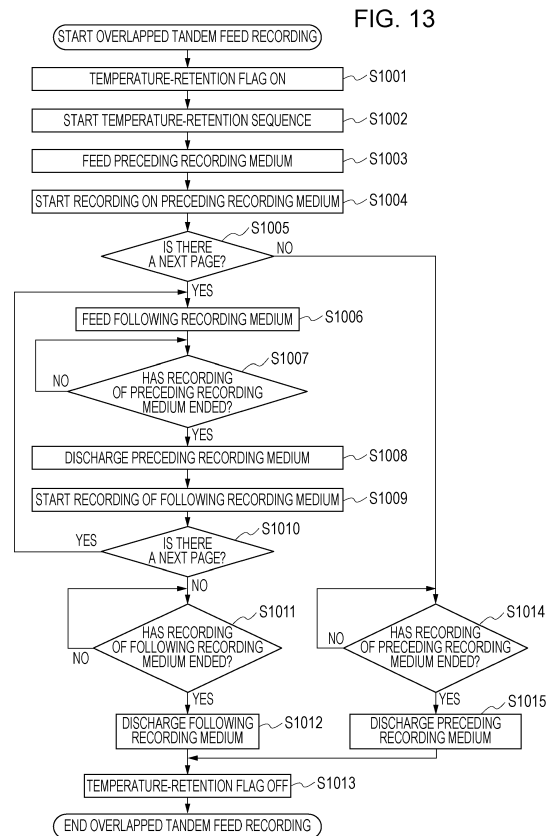 FIG. 13
START OVERLAPPED TANDEM FEED RECORDING
TEMPERATURE-RETENTION FLAG ON
S1001
START TEMPERATURE-RETENTION SEQUENCE
S1002
FEED PRECEDING RECORDING MEDIUM
S1003
START RECORDING ON PRECEDING RECORDING MEDIUM
S1004
S1005
IS THERE
A NEXT PAGE?
NO
YES
FEED FOLLOWING RECORDING MEDIUM
S1006
S1007
HAS RECORDING
OF PRECEDING RECORDING
MEDIUM ENDED?
NO
YES
DISCHARGE PRECEDING RECORDING MEDIUM
S1008
START RECORDING OF FOLLOWING RECORDING MEDIUM
S1009
S1010
IS THERE
A NEXT PAGE?
YES
NO
S1011
HAS RECORDING
OF FOLLOWING RECORDING
MEDIUM ENDED?
NO
YES
S1014
HAS RECORDING
OF PRECEDING RECORDING
MEDIUM ENDED?
NO
YES
DISCHARGE FOLLOWING
RECORDING MEDIUM
S1012
S1015
DISCHARGE PRECEDING
RECORDING MEDIUM
TEMPERATURE-RETENTION FLAG OFF
S1013
END OVERLAPPED TANDEM FEED RECORDING